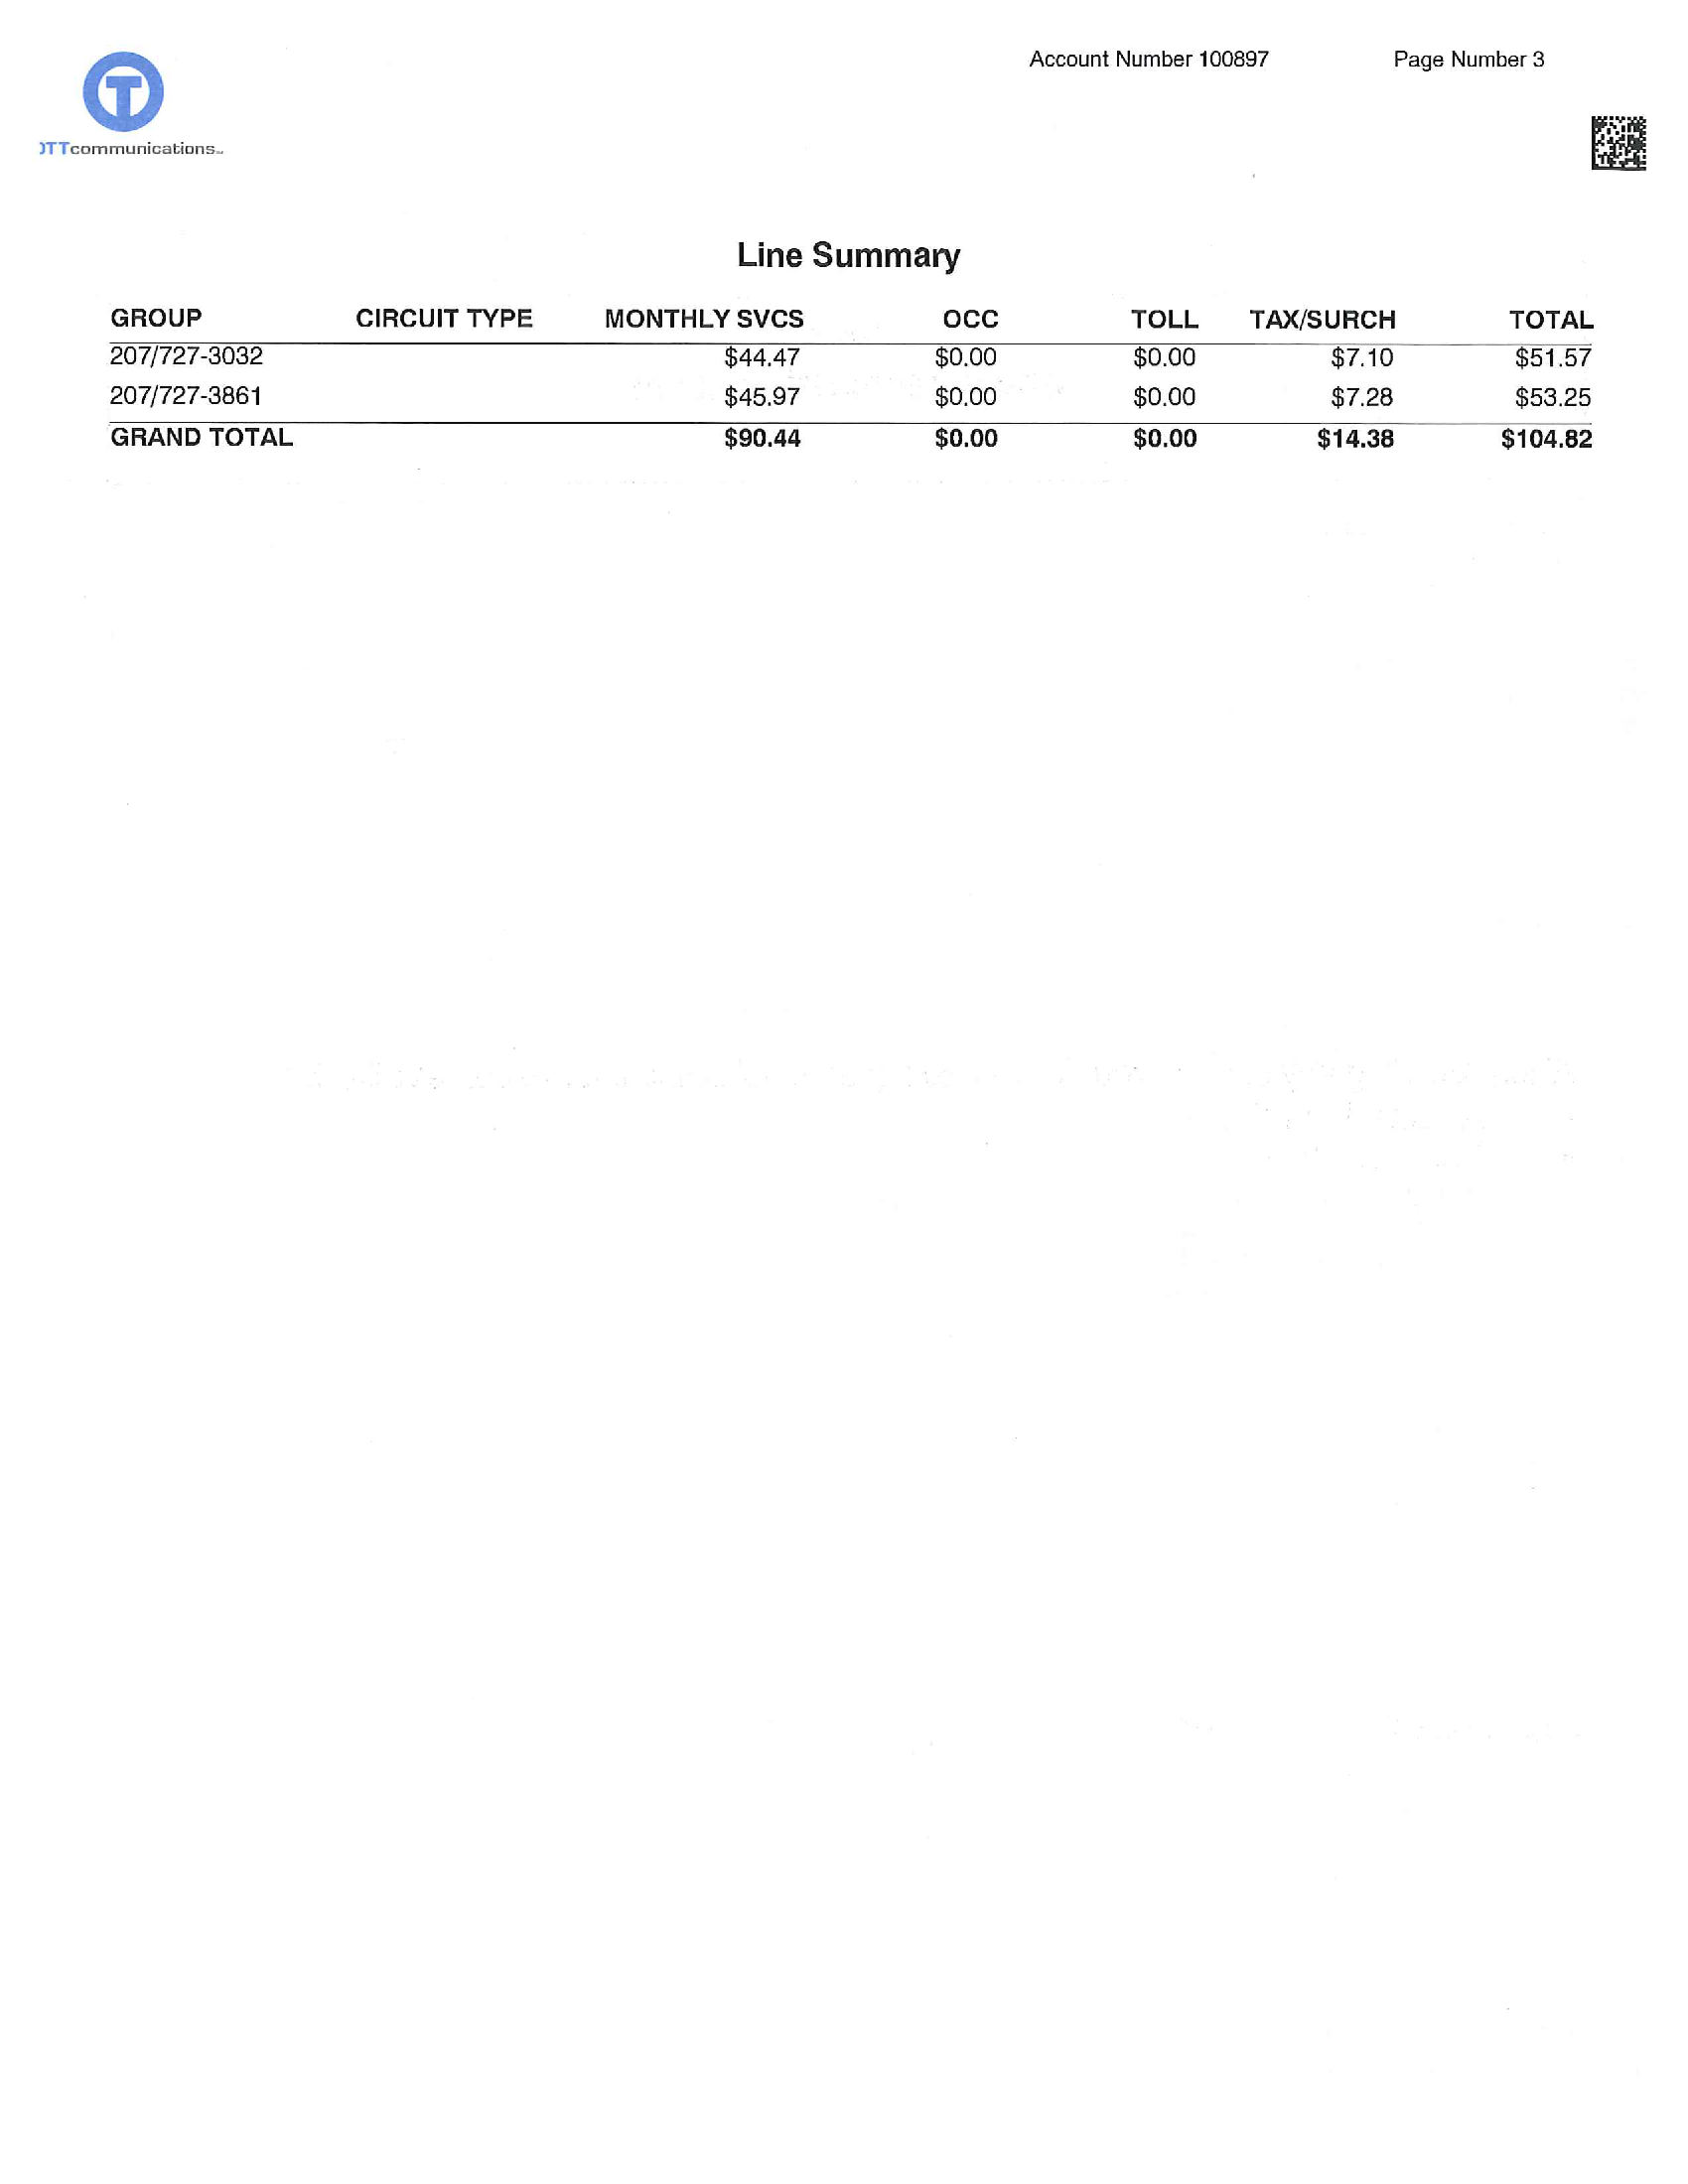 Account Number 100897 Page Number 3
T
OTTcommunications
Line Summary
GROUP CIRCUIT TYPE MONTHLY SVCS OCC TOLL TAX/SURCH TOTAL
207/727-3032 $44.47 $0.00 $0.00 $7.10 $51.57
207/727-3861 $45.97 $0.00 $0.00 $7.28 $53.25
GRAND TOTAL $90.44 $0.00 $0.00 $14.38 $104.82